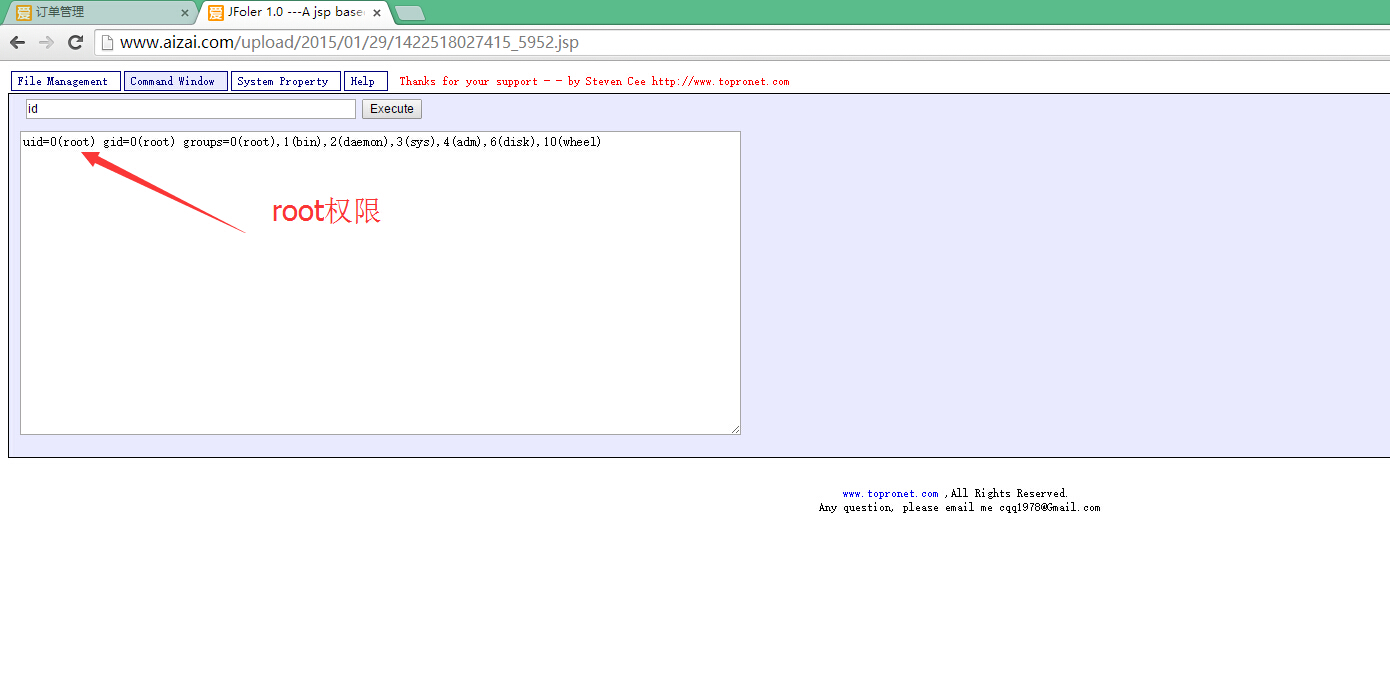 订单管理
JFoler 1.0 ---A jsp base
www.aizai.com/upload/2015/01/29/1422518027415_5952.jsp
File Management Command Window System Property Help Thanks for your support - - by Steven Cee http://www.topronet.com
id Execute
uid=0(root) gid=0(root) groups=0(root),1(bin),2(daemon),3(sys),4(adm),6(disk),10(wheel)
root权限
www.topronet.com ,All Rights Reserved.
Any question, please email me cqq1978@Gmail.com